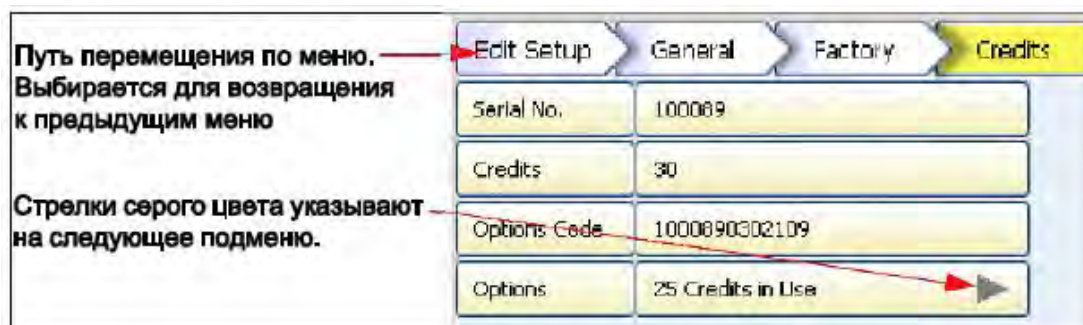 Путь перемещения по меню.
Выбирается для возвращения
к предыдущим меню
Стрелки серого цвета указывают
на следующее подменю.
Edit Setup General Factory Credits
Serial No. 100089
Credits 30
Options Code 1000890302109
Options 25 Credits in Use